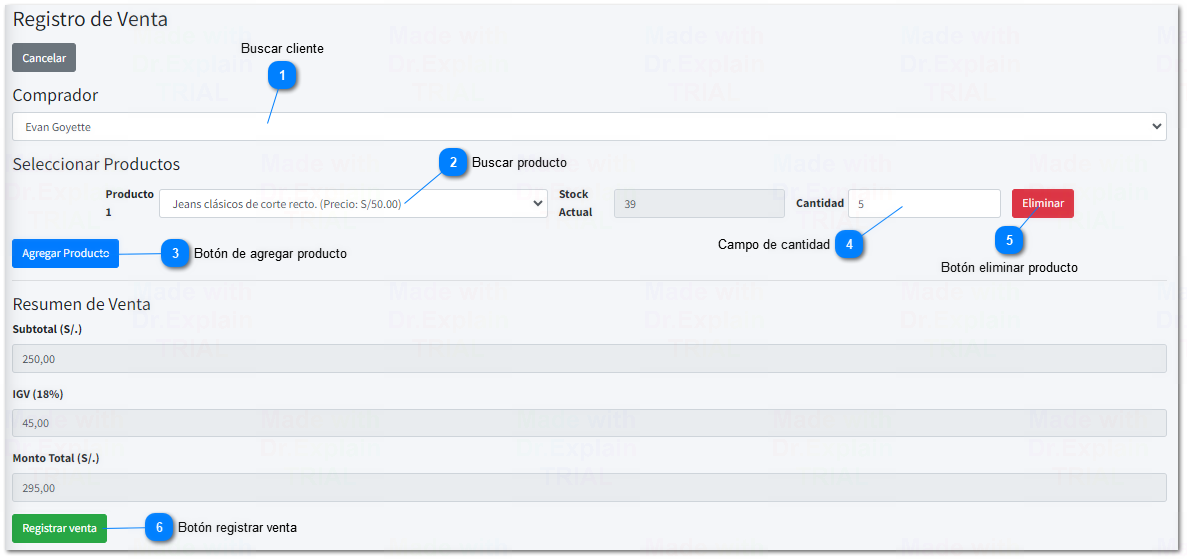 Registro de Venta
Cancelar
Buscar cliente
1
Comprador
Evan Goyette
Seleccionar Productos
2 Buscar producto
Producto 1
Jeans clásicos de corte recto. (Precio: S/50.00)
Stock Actual
39
Cantidad
5
Eliminar
Agregar Producto
3 Botón de agregar producto
Campo de cantidad 4
5
Botón eliminar producto
Resumen de Venta
Subtotal (S/.)
250,00
IGV (18%)
45,00
Monto Total (S/.)
295,00
Registrar venta
6 Botón registrar venta
Made with
Dr.Explain
TRIAL